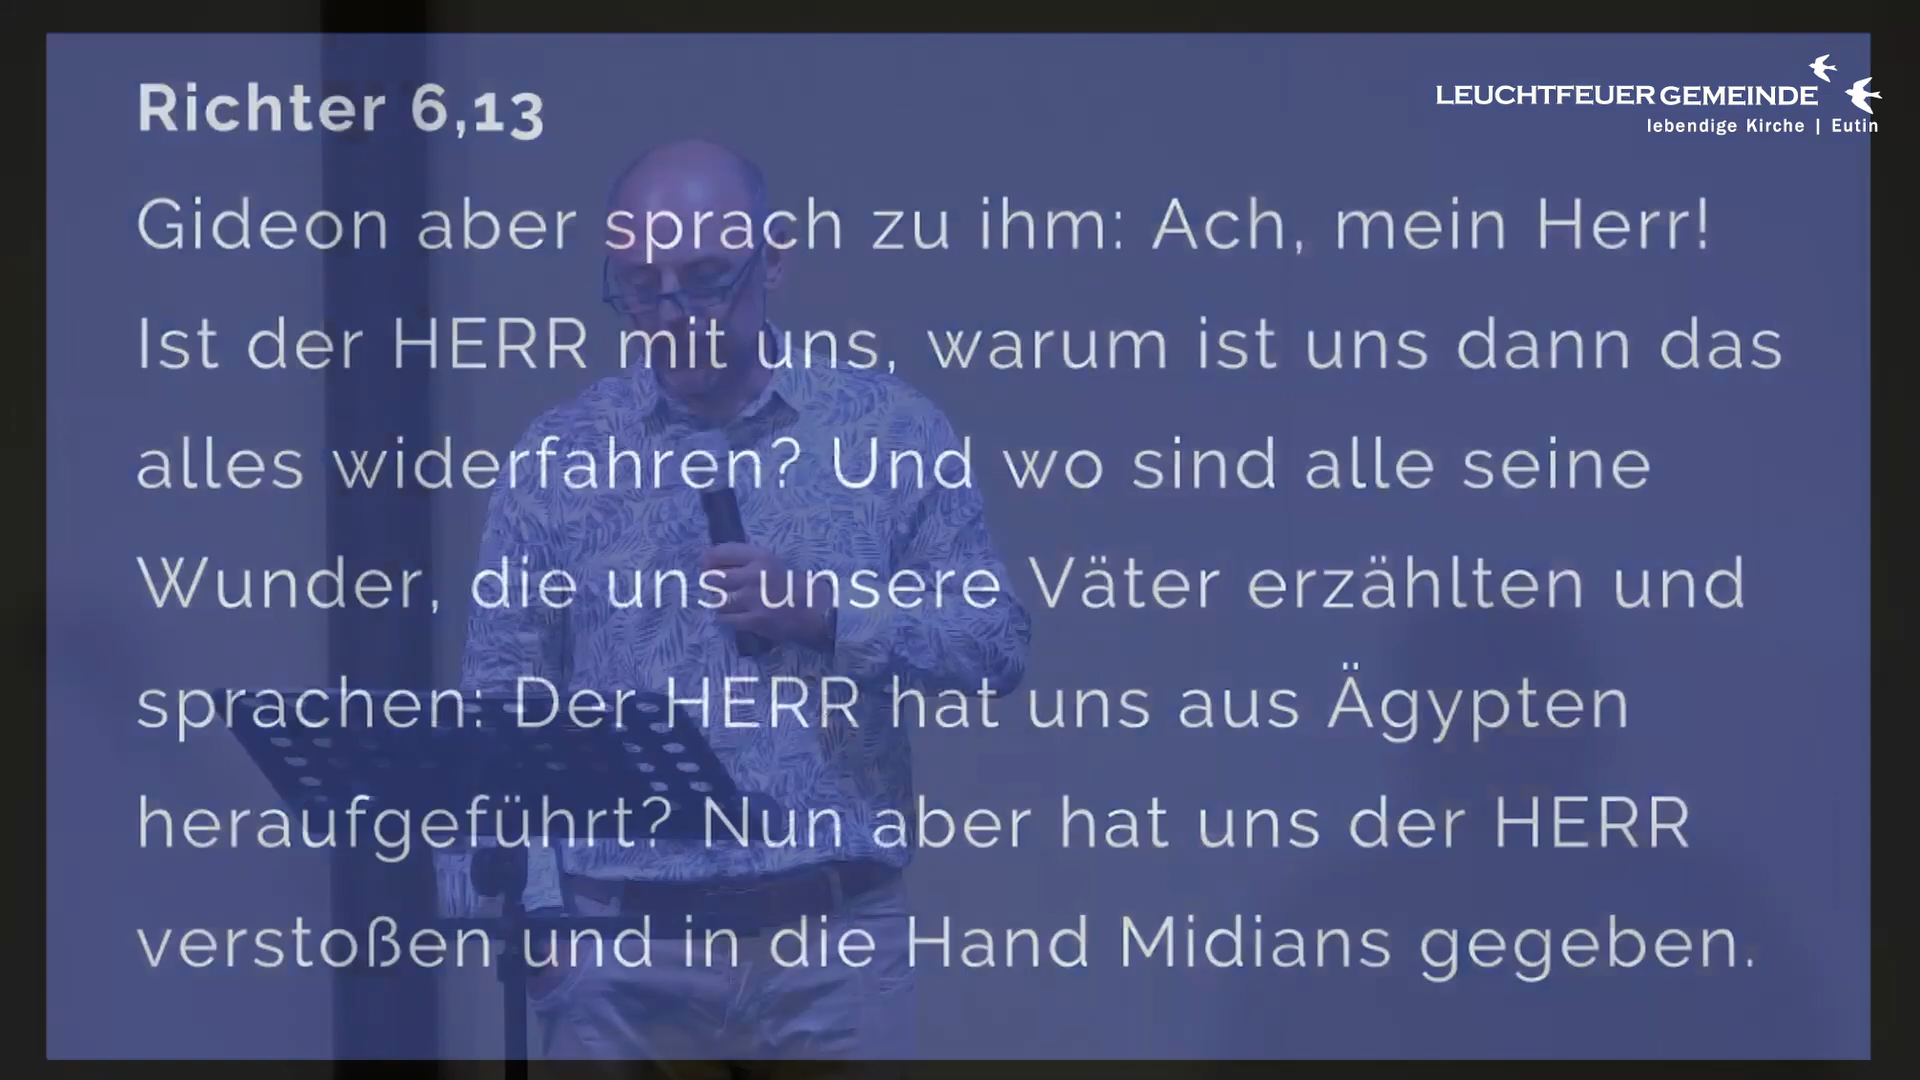 Richter 6,13
LEUCHTFEUER GEMEINDE
lebendige Kirche | Eutin
Gideon aber sprach zu ihm: Ach, mein Herr!
Ist der HERR mit uns, warum ist uns dann das
alles widerfahren? Und wo sind alle seine
Wunder, die uns unsere Väter erzählten und
sprachen: Der HERR hat uns aus Ägypten
heraufgeführt? Nun aber hat uns der HERR
verstoßen und in die Hand Midians gegeben.